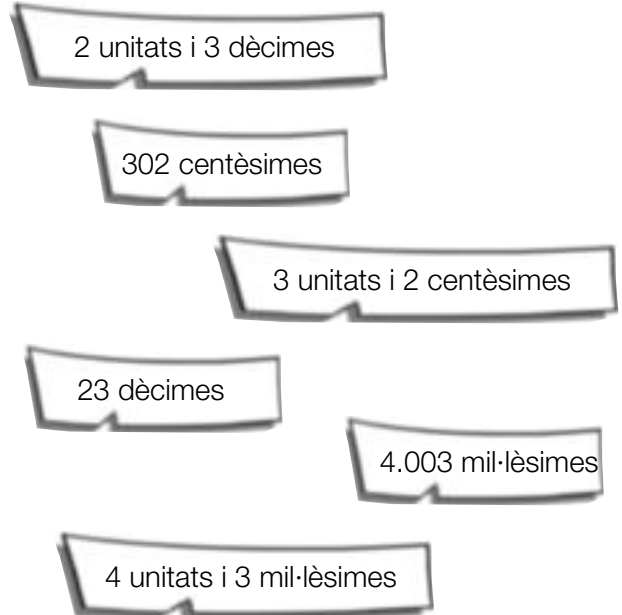 2 unitats i 3 dècimes
302 centèsimes
3 unitats i 2 centèsimes
23 dècimes
4.003 mil·lèsimes
4 unitats i 3 mil·lèsimes